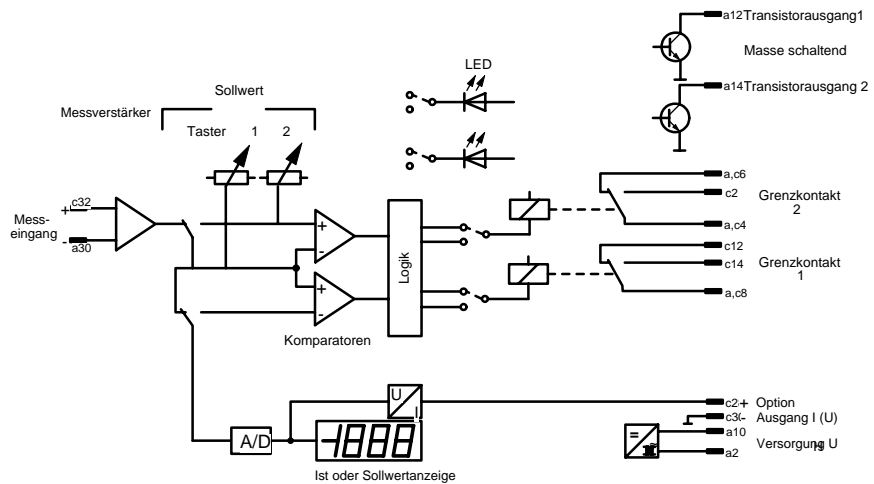 a12 Transistorausgang1
Masse schaltend
a14 Transistorausgang 2
LED
Sollwert
Messverstärker
Taster 1 2
a,c6
c2
Grenzkontakt
2
a,c4
c12
c14
Grenzkontakt
1
a,c8
+ c32
Mess-
eingang
- a30
+
-
+
-
Logik
Komparatoren
U
I
A/D
-1888
Ist oder Sollwertanzeige
c2 + Option
c3 - Ausgang I (U)
a10
Versorgung U
a2
=